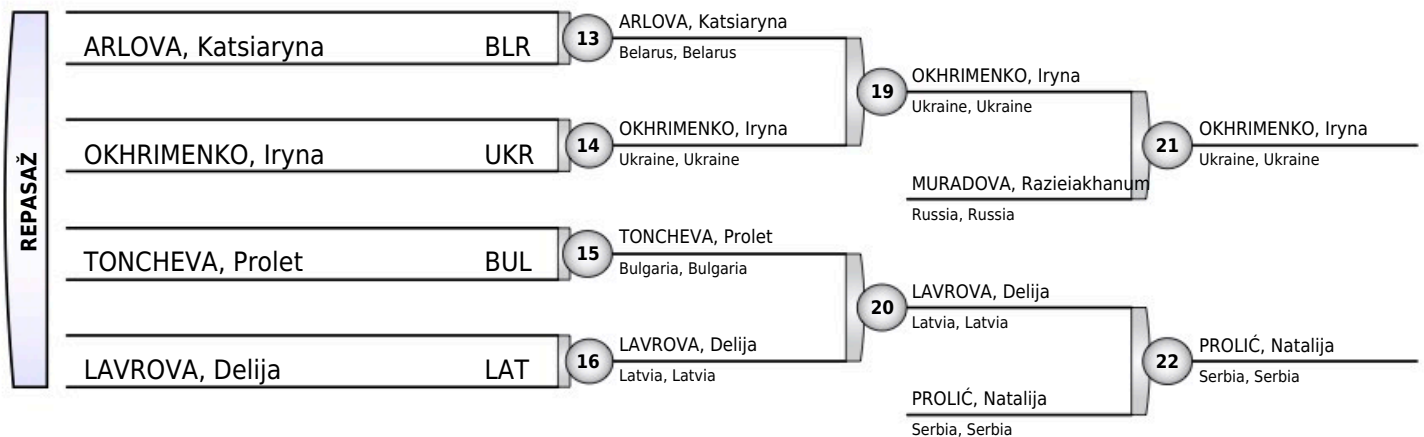 REPASAŽ
ARLOVA, Katsiaryna BLR
OKHRIMENKO, Iryna UKR
TONCHEVA, Prolet BUL
LAVROVA, Delija LAT
13
ARLOVA, Katsiaryna
Belarus, Belarus
14
OKHRIMENKO, Iryna
Ukraine, Ukraine
15
TONCHEVA, Prolet
Bulgaria, Bulgaria
16
LAVROVA, Delija
Latvia, Latvia
19
OKHRIMENKO, Iryna
Ukraine, Ukraine
MURADOVA, Razieiakhanum
Russia, Russia
20
LAVROVA, Delija
Latvia, Latvia
PROLIĆ, Natalija
Serbia, Serbia
21
OKHRIMENKO, Iryna
Ukraine, Ukraine
22
PROLIĆ, Natalija
Serbia, Serbia